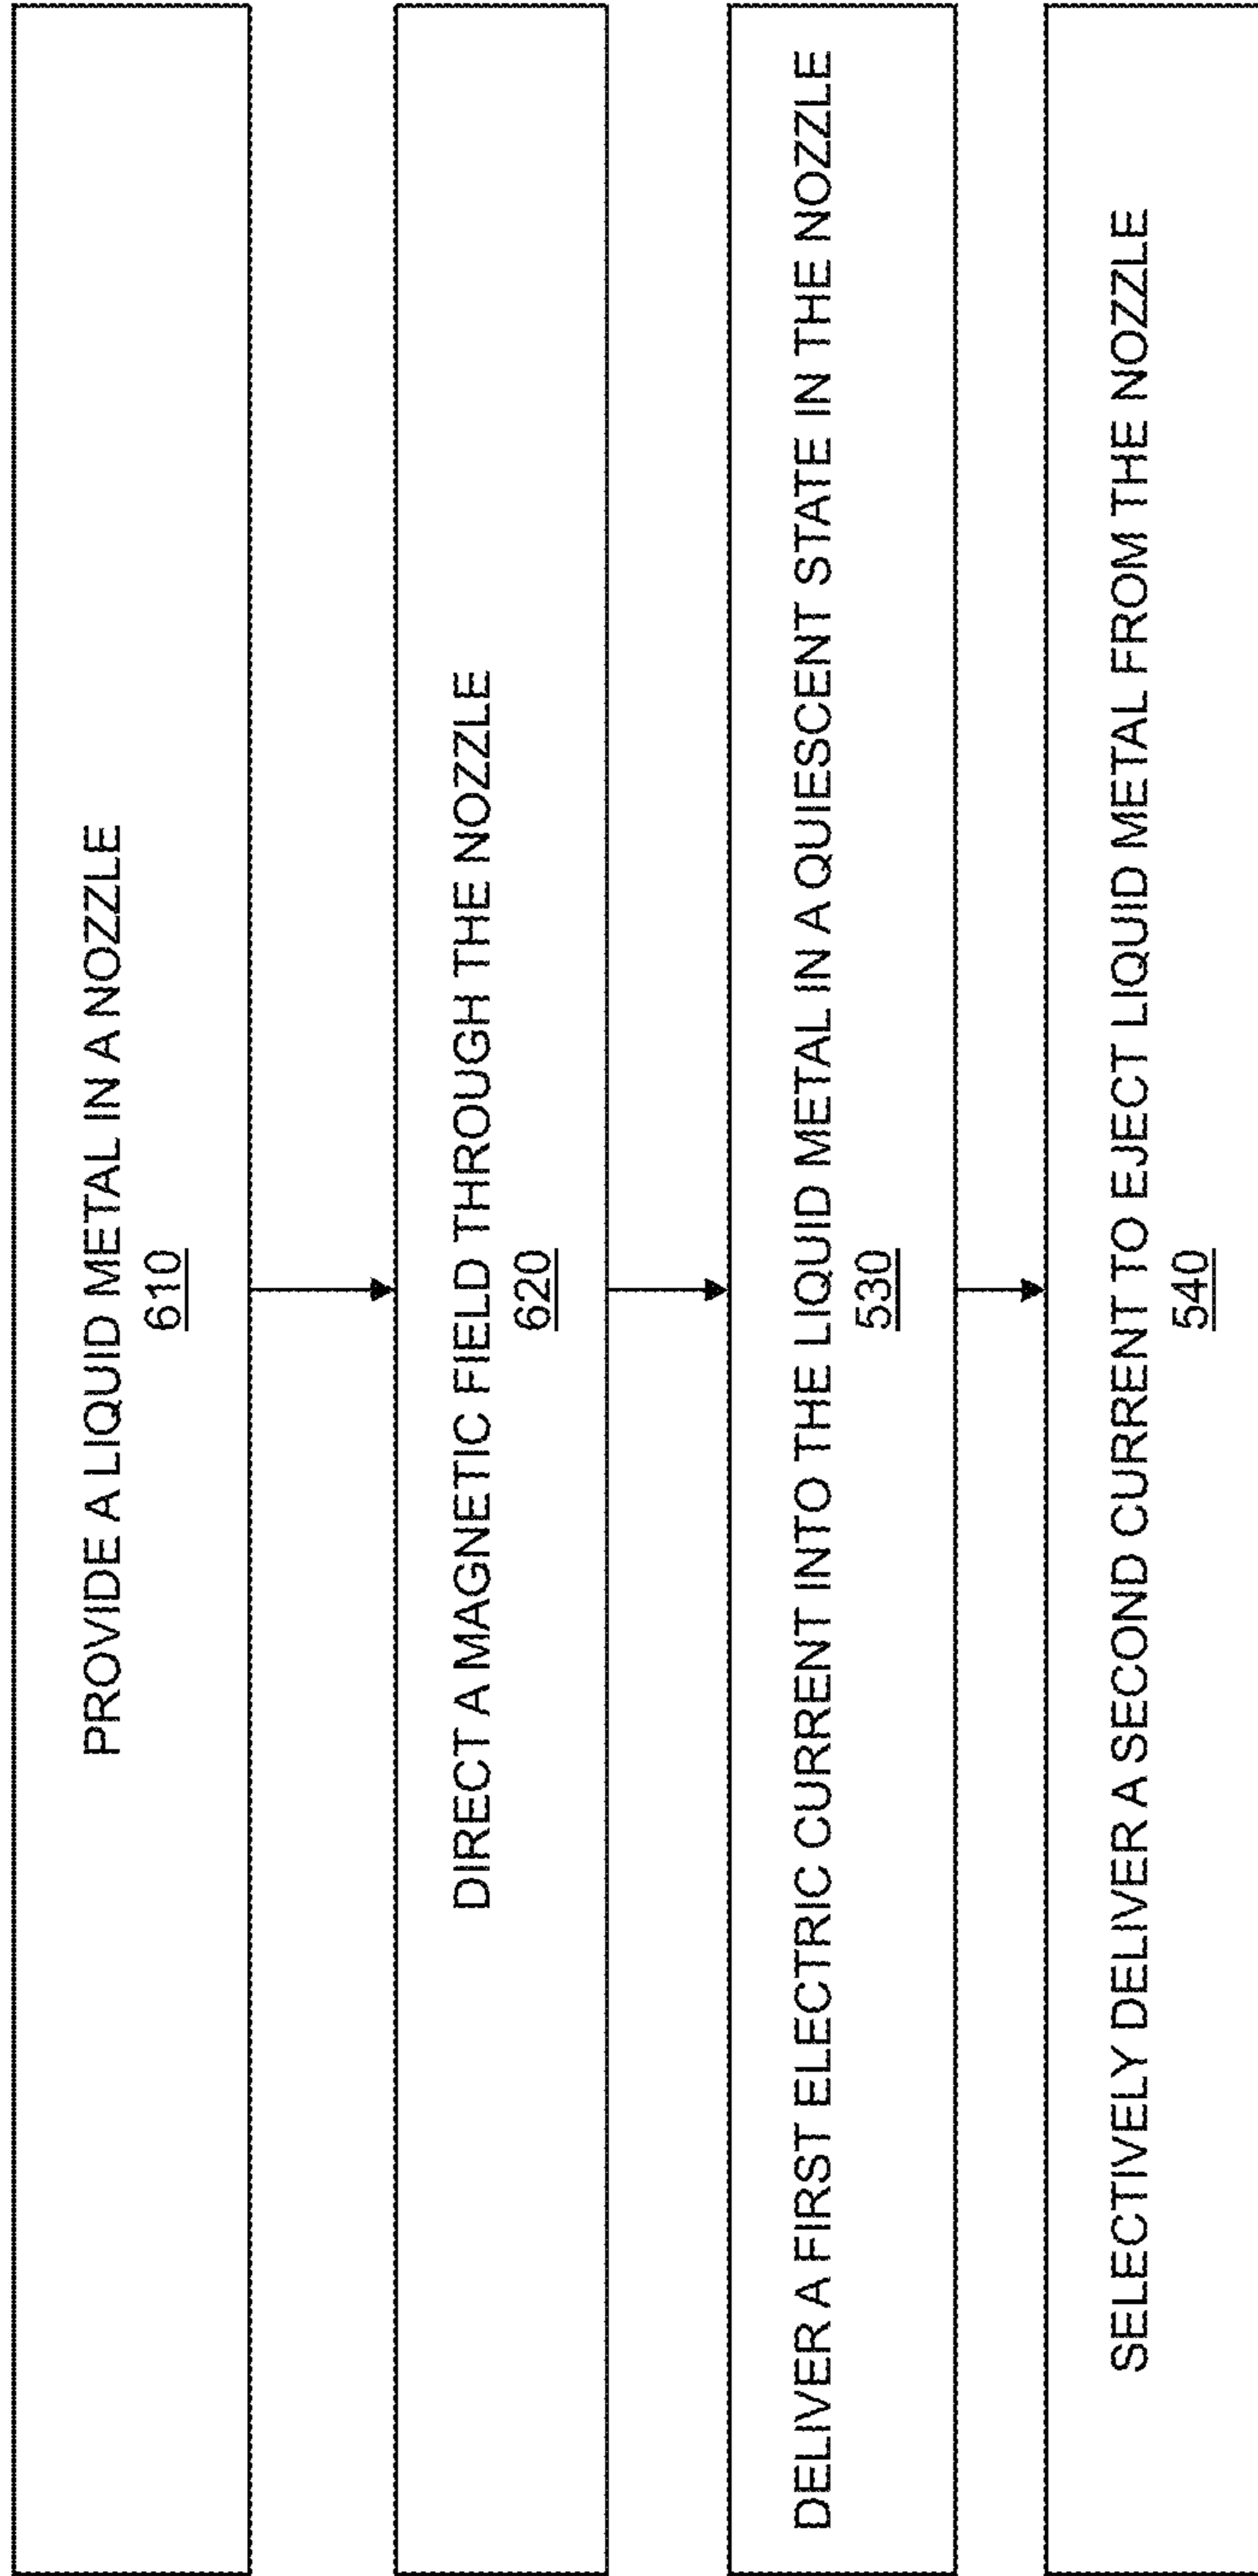 PROVIDE A LIQUID METAL IN A NOZZLE
610
DIRECT A MAGNETIC FIELD THROUGH THE NOZZLE
620
DELIVER A FIRST ELECTRIC CURRENT INTO THE LIQUID METAL IN A QUIESCENT STATE IN THE NOZZLE
530
SELECTIVELY DELIVER A SECOND CURRENT TO EJECT LIQUID METAL FROM THE NOZZLE
540